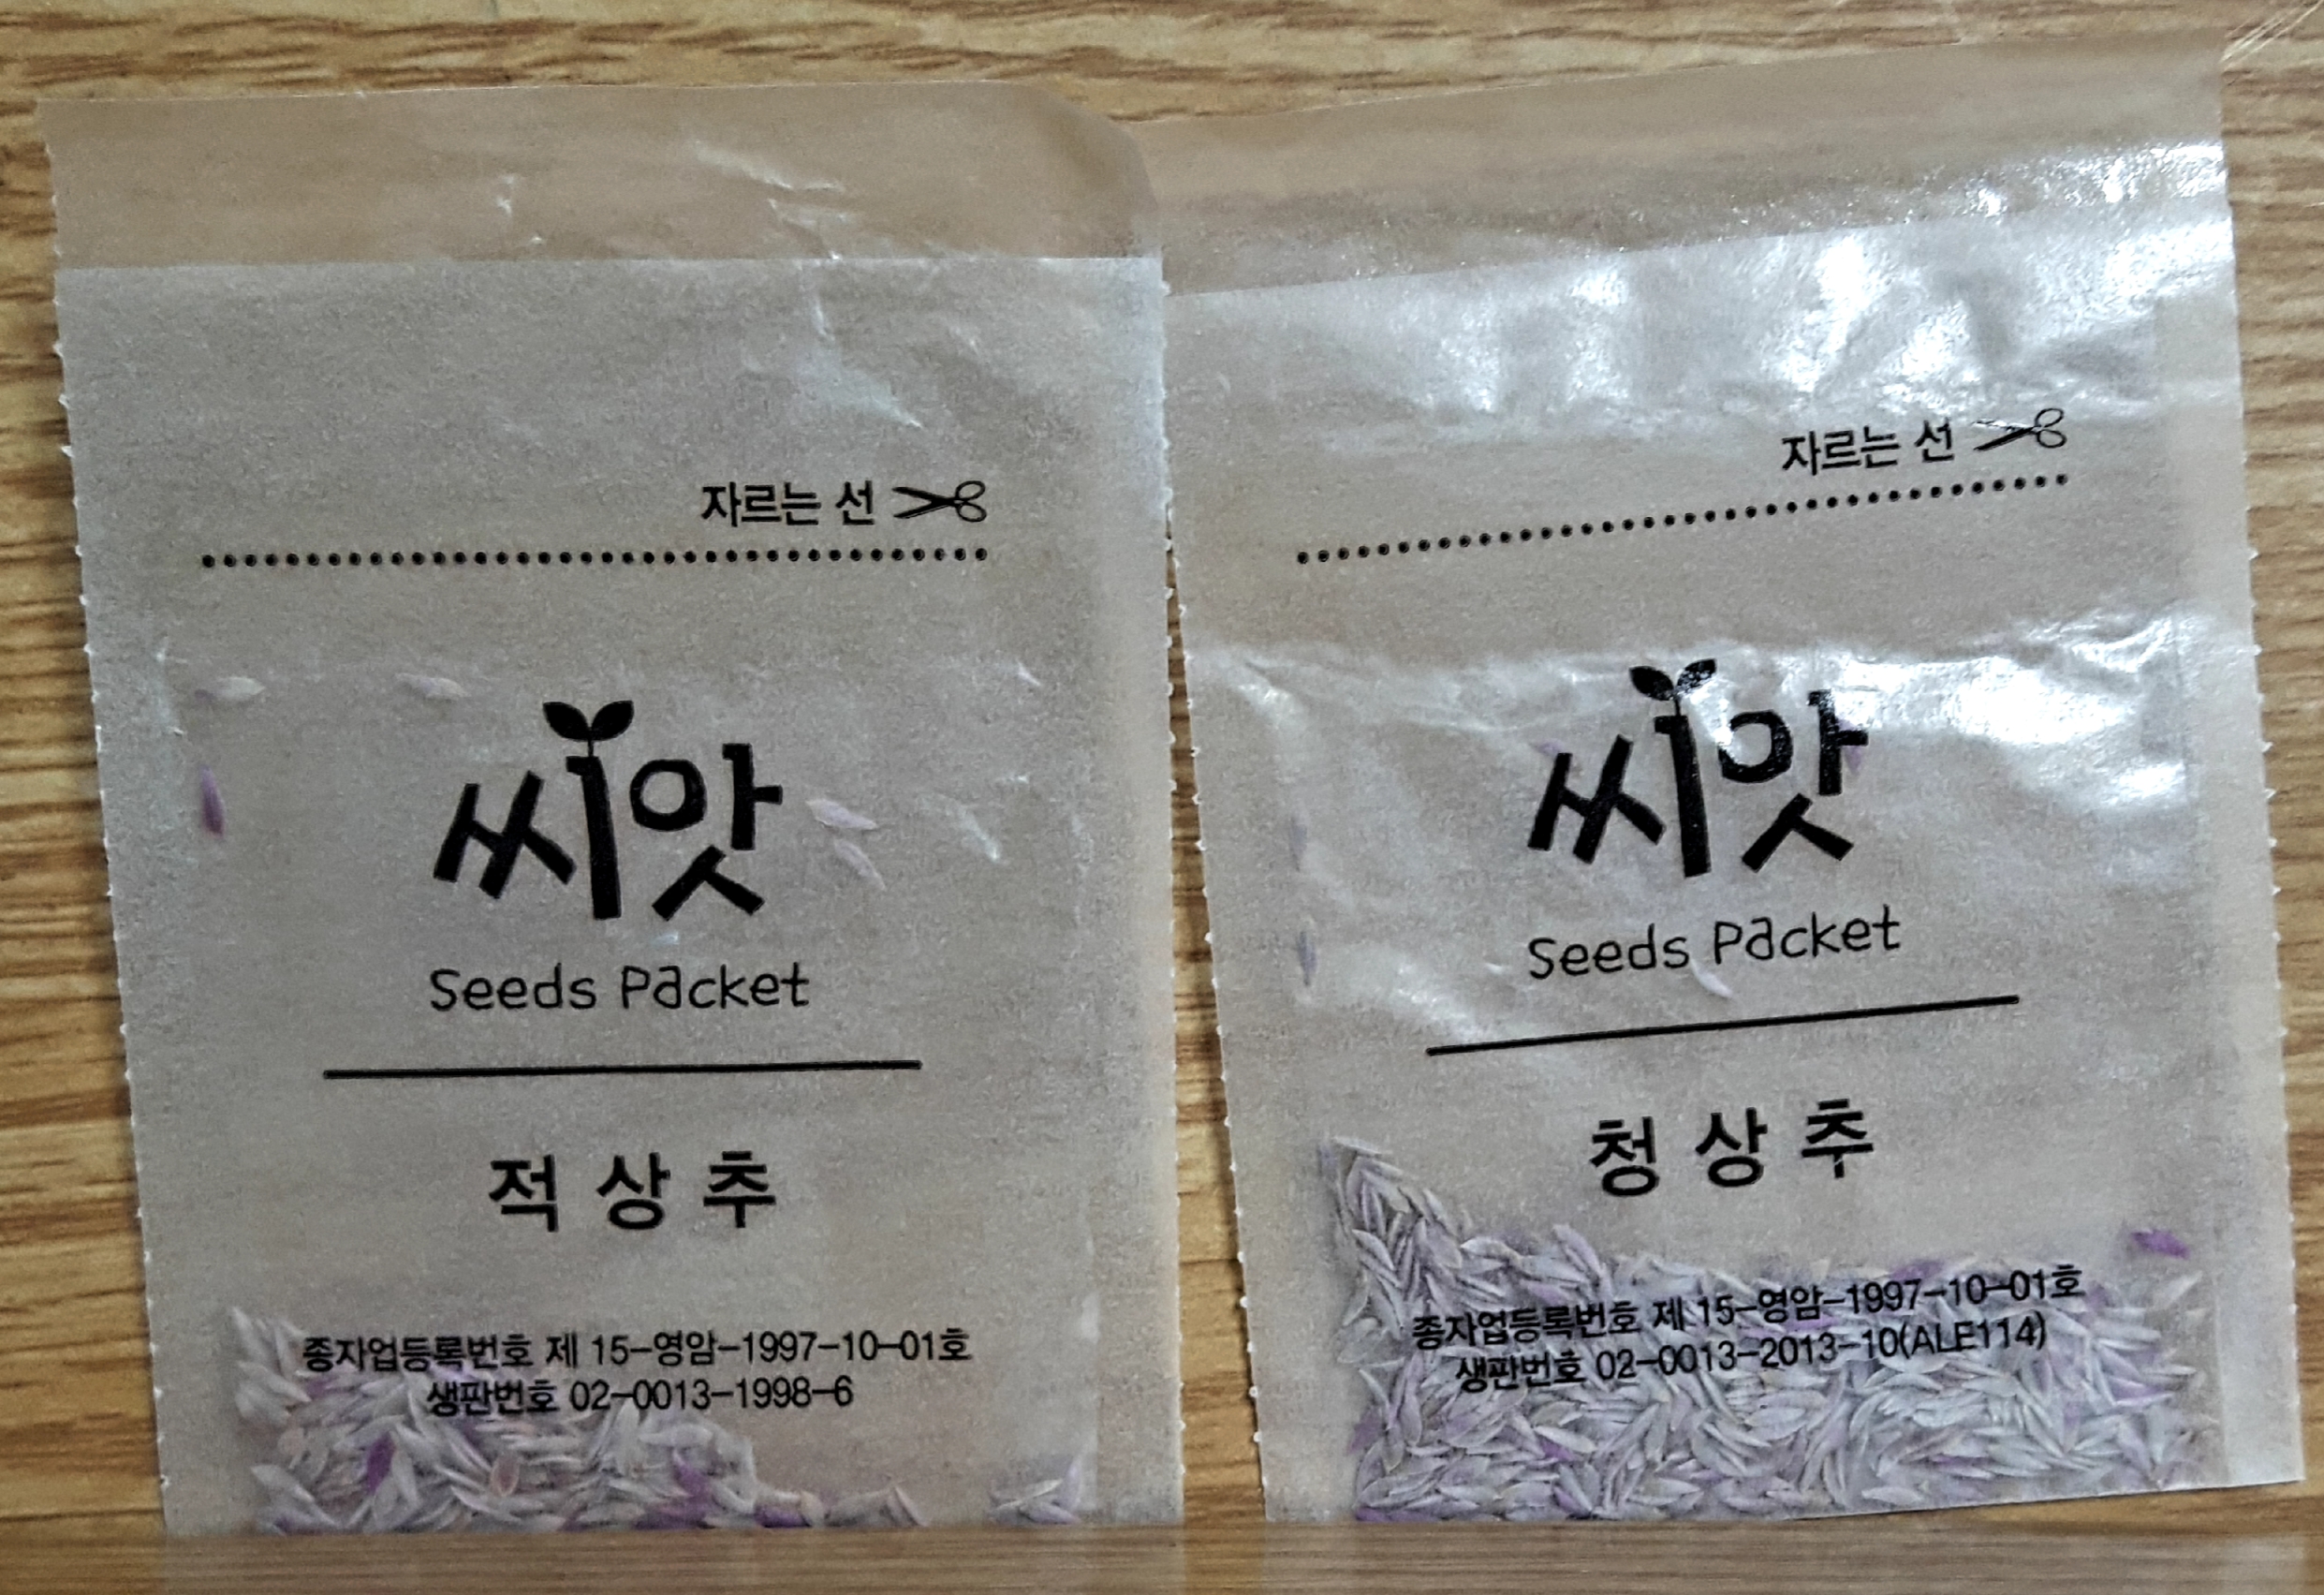 자르는 선
씨앗
Seeds Packet
적상추
종자업등록번호 제 15-영암-1997-10-01호
생판번호 02-0013-1998-6
자르는 선
씨앗
Seeds Packet
청상추
종자업등록번호 제 15-영암-1997-10-01호
생판번호 02-0013-2013-10(ALE114)